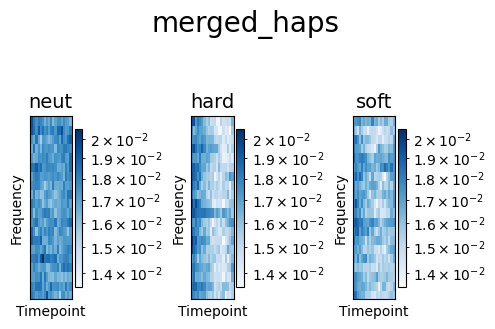 merged_haps
neut
hard
soft
Frequency
2 × 10⁻²
1.9 × 10⁻²
1.8 × 10⁻²
1.7 × 10⁻²
1.6 × 10⁻²
1.5 × 10⁻²
1.4 × 10⁻²
Timepoint
Frequency
2 × 10⁻²
1.9 × 10⁻²
1.8 × 10⁻²
1.7 × 10⁻²
1.6 × 10⁻²
1.5 × 10⁻²
1.4 × 10⁻²
Timepoint
Frequency
2 × 10⁻²
1.9 × 10⁻²
1.8 × 10⁻²
1.7 × 10⁻²
1.6 × 10⁻²
1.5 × 10⁻²
1.4 × 10⁻²
Timepoint